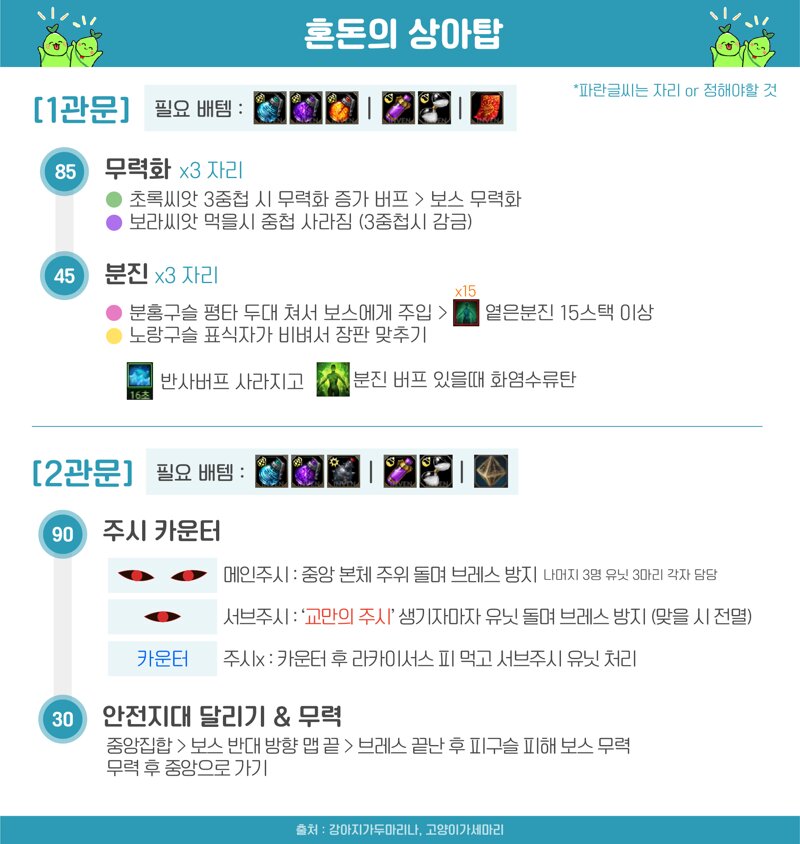 혼돈의 상아탑
*파란글씨는 자리 or 정해야할 것
[1관문] 필요 배템 : | |
85 무력화 x3 자리
초록씨앗 3중첩 시 무력화 증가 버프 > 보스 무력화
보라씨앗 먹을시 중첩 사라짐 (3중첩시 감금)
45 분진 x3 자리
x15
분홍구슬 평타 두대 쳐서 보스에게 주입 > 옅은분진 15스택 이상
노랑구슬 표식자가 비벼서 장판 맞추기
16초 반사버프 사라지고 분진 버프 있을때 화염수류탄
[2관문] 필요 배템 : | |
90 주시 카운터
메인주시 : 중앙 본체 주위 돌며 브레스 방지 나머지 3명 유닛 3마리 각자 담당
서브주시 : ‘교만의 주시’ 생기자마자 유닛 돌며 브레스 방지 (맞을 시 전멸)
카운터 주시x : 카운터 후 라카이서스 피 먹고 서브주시 유닛 처리
30 안전지대 달리기 & 무력
중앙집합 > 보스 반대 방향 맵 끝 > 브레스 끝난 후 피구슬 피해 보스 무력
무력 후 중앙으로 가기
출처 : 강아지가두마리나, 고양이가세마리